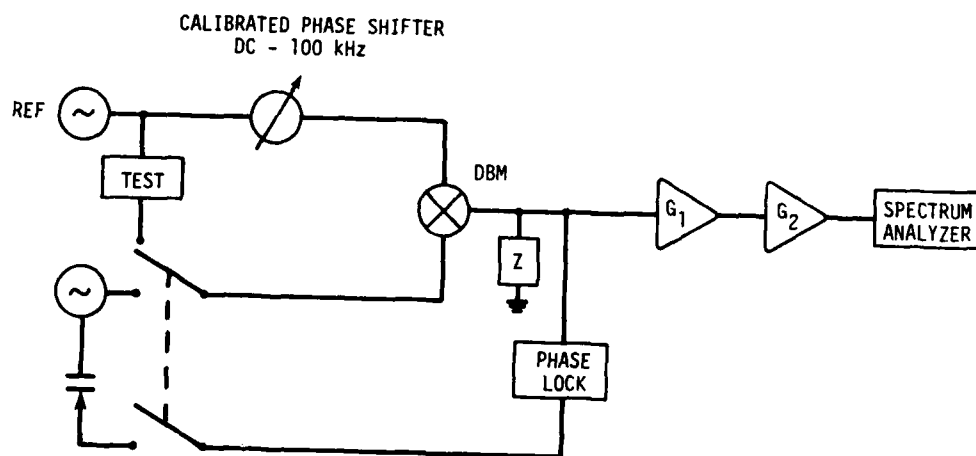 CALIBRATED PHASE SHIFTER
DC - 100 kHz
REF
~
TEST
DBM
G1
G2
SPECTRUM
ANALYZER
~
Z
PHASE
LOCK